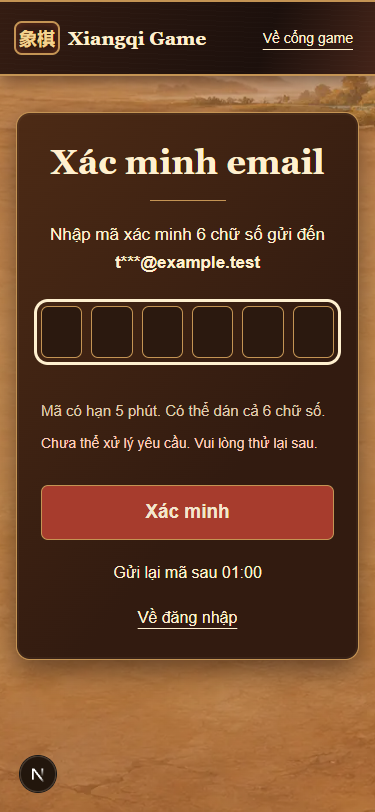 象棋 Xiangqi Game Về cổng game
Xác minh email
Nhập mã xác minh 6 chữ số gửi đến
t***@example.test
Mã có hạn 5 phút. Có thể dán cả 6 chữ số.
Chưa thể xử lý yêu cầu. Vui lòng thử lại sau.
Xác minh
Gửi lại mã sau 01:00
Về đăng nhập
N